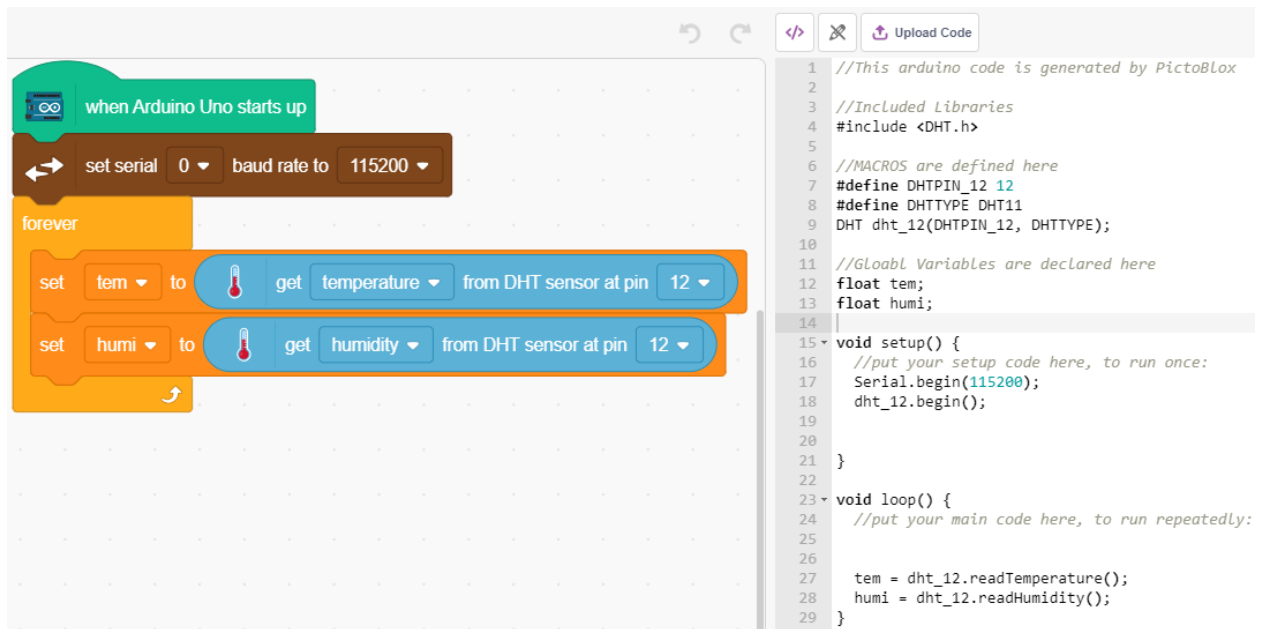 </> Upload Code
when Arduino Uno starts up
set serial 0 baud rate to 115200
forever
set tem to get temperature from DHT sensor at pin 12
set humi to get humidity from DHT sensor at pin 12
1 //This arduino code is generated by PictoBlox
2
3 //Included Libraries
4 #include <DHT.h>
5
6 //MACROS are defined here
7 #define DHTPIN_12 12
8 #define DHTTYPE DHT11
9 DHT dht_12(DHTPIN_12, DHTTYPE);
10
11 //Gloabl Variables are declared here
12 float tem;
13 float humi;
14
15 void setup() {
16 //put your setup code here, to run once:
17 Serial.begin(115200);
18 dht_12.begin();
19
20
21 }
22
23 void loop() {
24 //put your main code here, to run repeatedly:
25
26
27 tem = dht_12.readTemperature();
28 humi = dht_12.readHumidity();
29 }